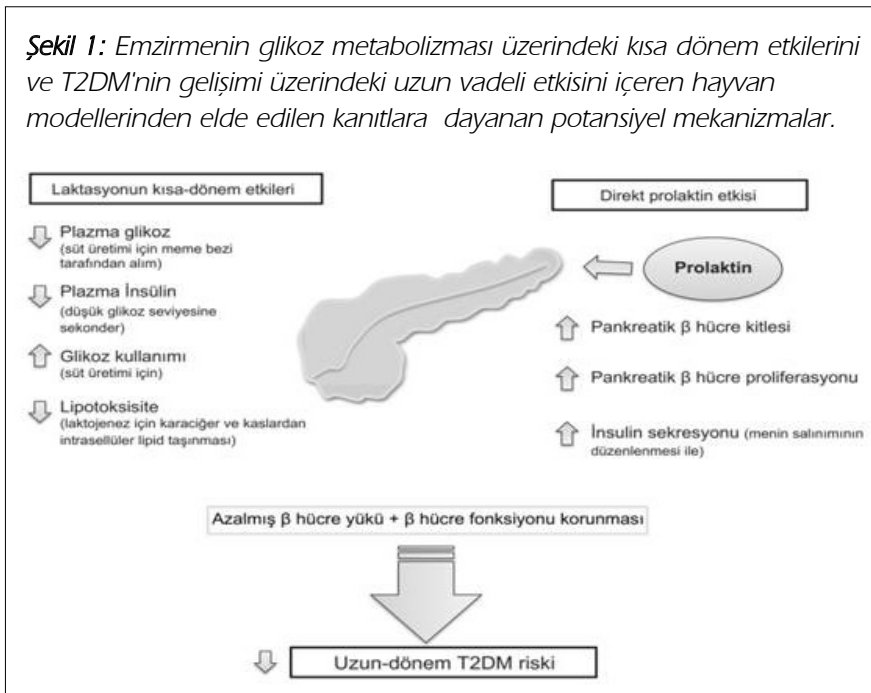 Şekil 1: Emzirmenin glikoz metabolizması üzerindeki kısa dönem etkilerini
ve T2DM'nin gelişimi üzerindeki uzun vadeli etkisini içeren hayvan
modellerinden elde edilen kanıtlara dayanan potansiyel mekanizmalar.
Laktasyonun kısa-dönem etkileri
Plazma glikoz
(süt üretimi için meme bezi
tarafından alım)
Plazma İnsülin
(düşük glikoz seviyesine
sekonder)
Glikoz kullanımı
(süt üretimi için)
Lipotoksisite
(laktojenez için karaciğer ve kaslardan
intrasellüler lipid taşınması)
Direkt prolaktin etkisi
Prolaktin
Pankreatik β hücre kitlesi
Pankreatik β hücre proliferasyonu
İnsulin sekresyonu (menin salınımının
düzenlenmesi ile)
Azalmış β hücre yükü + β hücre fonksiyonu korunması
Uzun-dönem T2DM riski